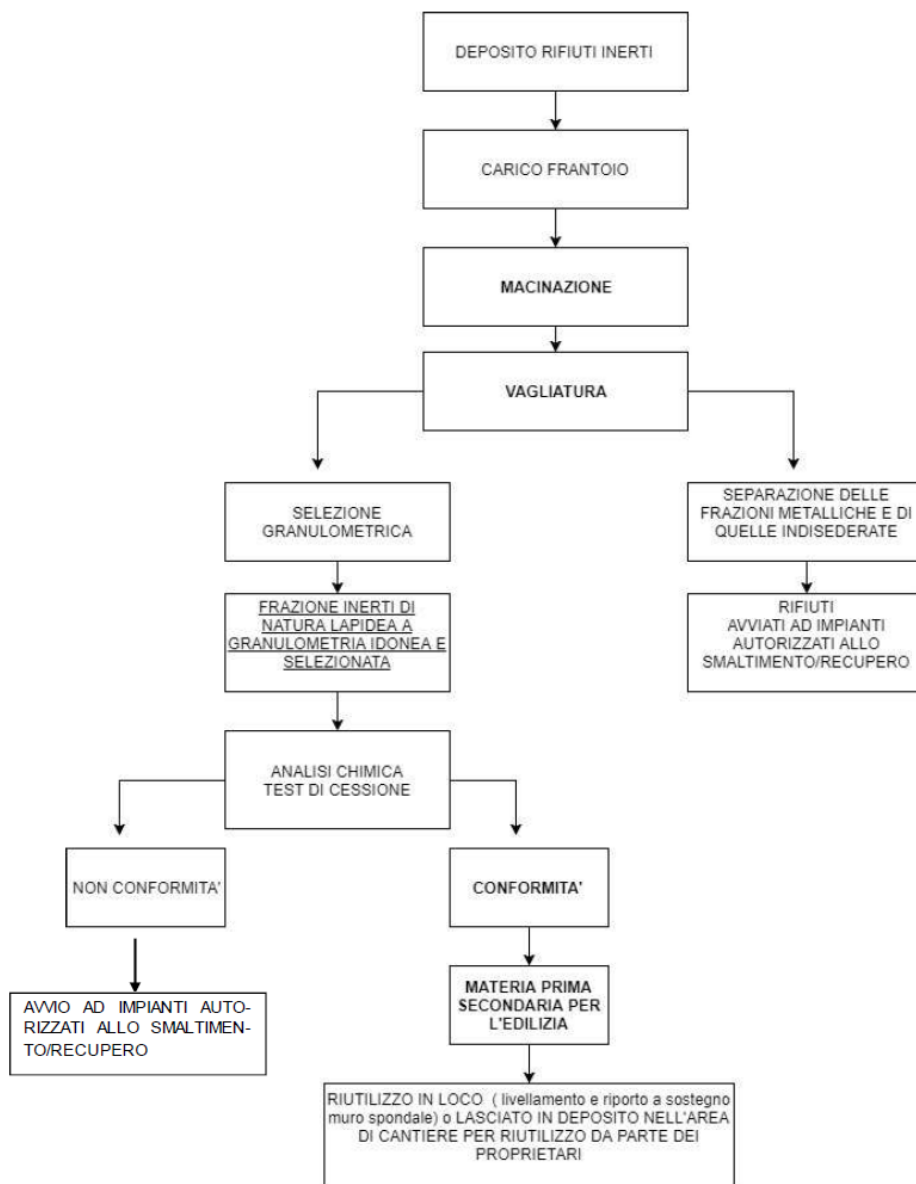 DEPOSITO RIFIUTI INERTI
CARICO FRANTOIO
MACINAZIONE
VAGLIATURA
SELEZIONE
GRANULOMETRICA
SEPARAZIONE DELLE
FRAZIONI METALLICHE E DI
QUELLE INDISEDERATE
FRAZIONE INERTI DI
NATURA LAPIDEA A
GRANULOMETRIA IDONEA E
SELEZIONATA
RIFIUTI
AVVIATI AD IMPIANTI
AUTORIZZATI ALLO
SMALTIMENTO/RECUPERO
ANALISI CHIMICA
TEST DI CESSIONE
NON CONFORMITA'
CONFORMITA'
AVVIO AD IMPIANTI AUTO-
RIZZATI ALLO SMALTIMEN-
TO/RECUPERO
MATERIA PRIMA
SECONDARIA PER
L'EDILIZIA
RIUTILIZZO IN LOCO ( livellamento e riporto a sostegno
muro spondale) o LASCIATO IN DEPOSITO NELL'AREA
DI CANTIERE PER RIUTILIZZO DA PARTE DEI
PROPRIETARI